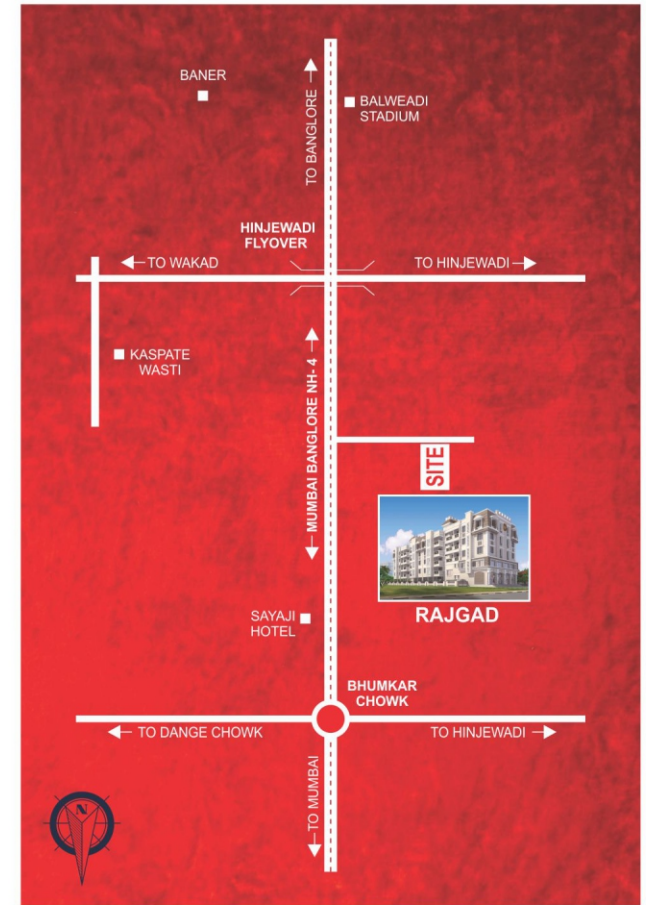 BANER
TO BANGLORE
BALWEADI
STADIUM
HINJEWADI
FLYOVER
TO WAKAD
TO HINJEWADI
KASPATE
WASTI
MUMBAI BANGLORE NH- 4
SITE
RAJGAD
SAYAJI
HOTEL
BHUMKAR
CHOWK
TO DANGE CHOWK
TO HINJEWADI
TO MUMBAI
N